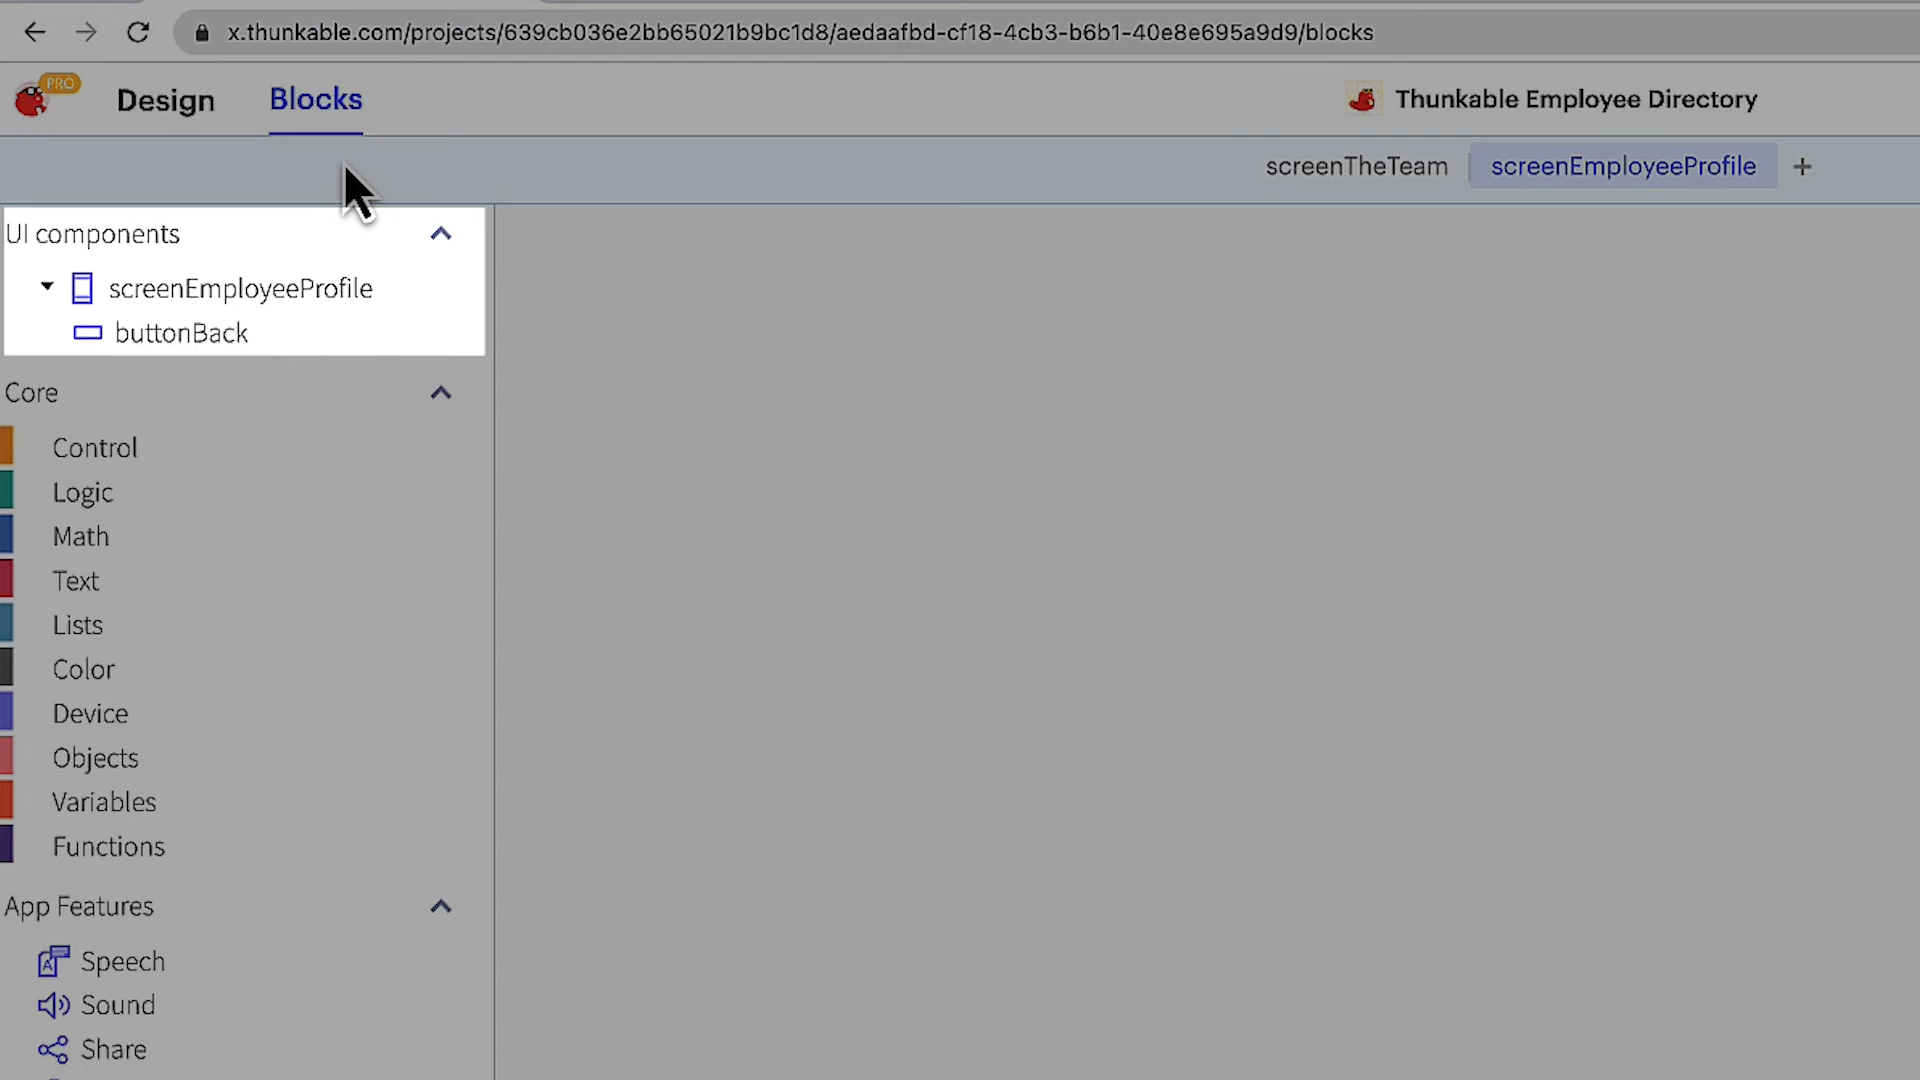 x.thunkable.com/projects/639cb036e2bb65021b9bc1d8/aedaafbd-cf18-4cb3-b6b1-40e8e695a9d9/blocks
PRO
Design
Blocks
Thunkable Employee Directory
screenTheTeam
screenEmployeeProfile
+
UI components
screenEmployeeProfile
buttonBack
Core
Control
Logic
Math
Text
Lists
Color
Device
Objects
Variables
Functions
App Features
A
Speech
Sound
Share